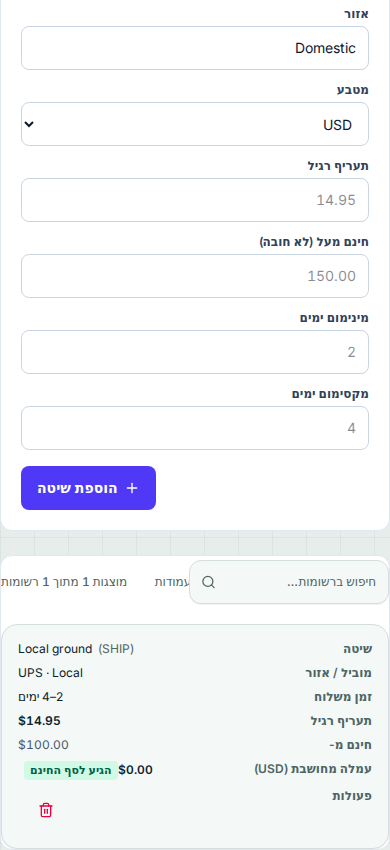 אזור
Domestic
מטבע
USD
תעריף רגיל
14.95
חינם מעל (לא חובה)
150.00
מינימום ימים
2
מקסימום ימים
4
הוספת שיטה
חיפוש ברשומות...
עמודות
מוצגות 1 מתוך 1 רשומות
שיטה Local ground (SHIP)
מוביל / אזור UPS · Local
זמן משלוח 2–4 ימים
תעריף רגיל $14.95
חינם מ- $100.00
עמלה מחושבת (USD) $0.00 הגיע לסף החינם
פעולות